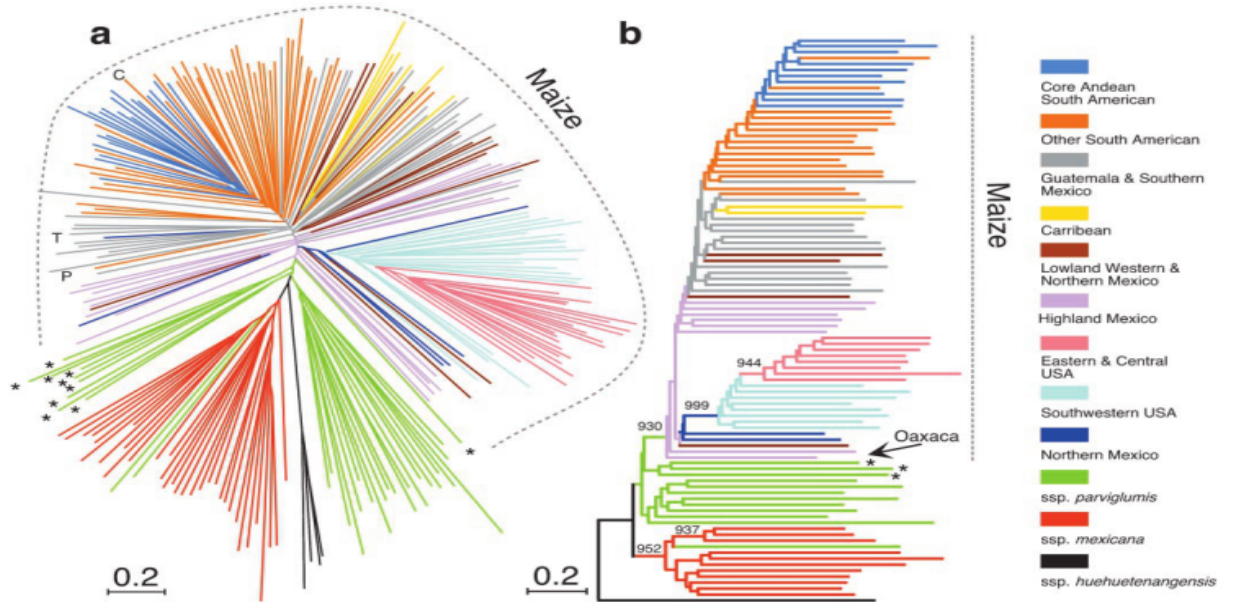 a
C
Maize
T
P
*
*
*
*
*
*
*
*
*
0.2
b
944
999
930
Oaxaca
*
*
*
937
952
0.2
Maize
Core Andean
South American
Other South American
Guatemala & Southern
Mexico
Carribean
Lowland Western &
Northern Mexico
Highland Mexico
Eastern & Central
USA
Southwestern USA
Northern Mexico
ssp. parviglumis
ssp. mexicana
ssp. huehuetenangensis